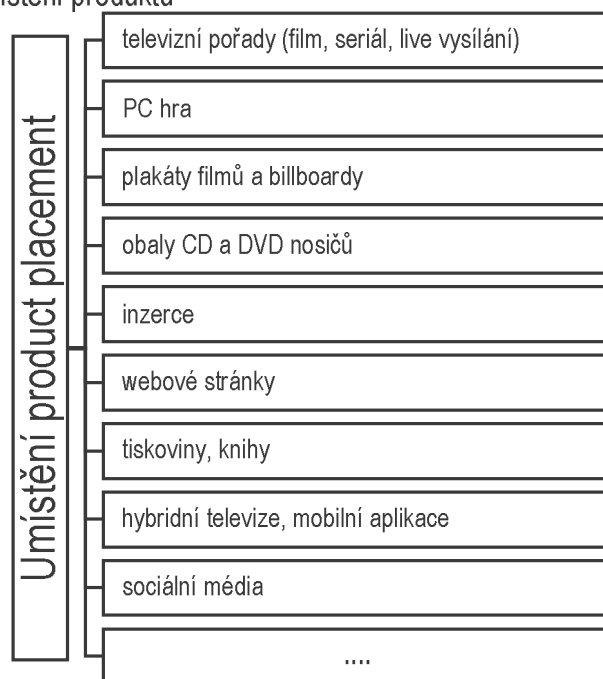 produktu
Umístění product placement
televizní pořady (film, seriál, live vysílání)
PC hra
plakáty filmů a billboardy
obaly CD a DVD nosičů
inzerce
webové stránky
tiskoviny, knihy
hybridní televize, mobilní aplikace
sociální média
....